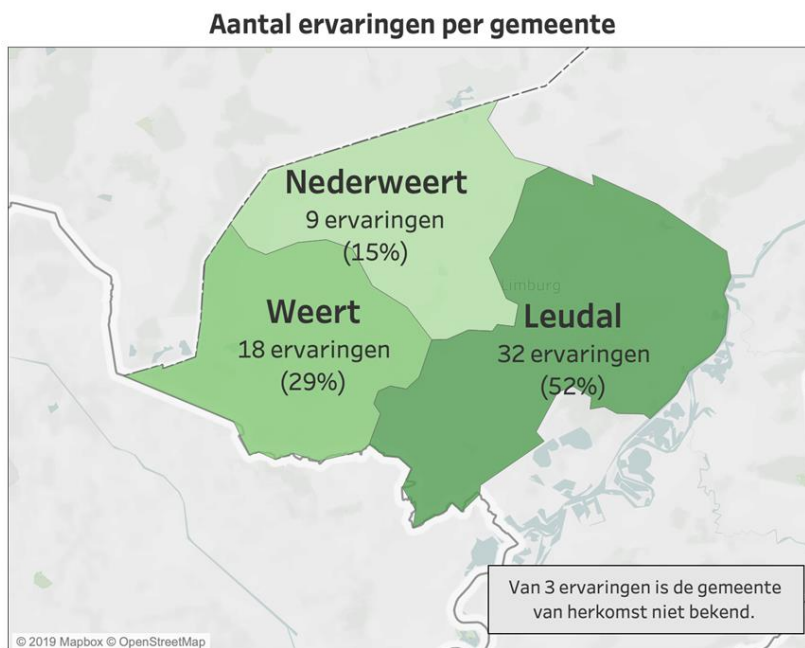 Aantal ervaringen per gemeente
Nederweert
9 ervaringen
(15%)
Limburg
Weert
18 ervaringen
(29%)
Leudal
32 ervaringen
(52%)
Van 3 ervaringen is de gemeente
van herkomst niet bekend.
© 2019 Mapbox © OpenStreetMap